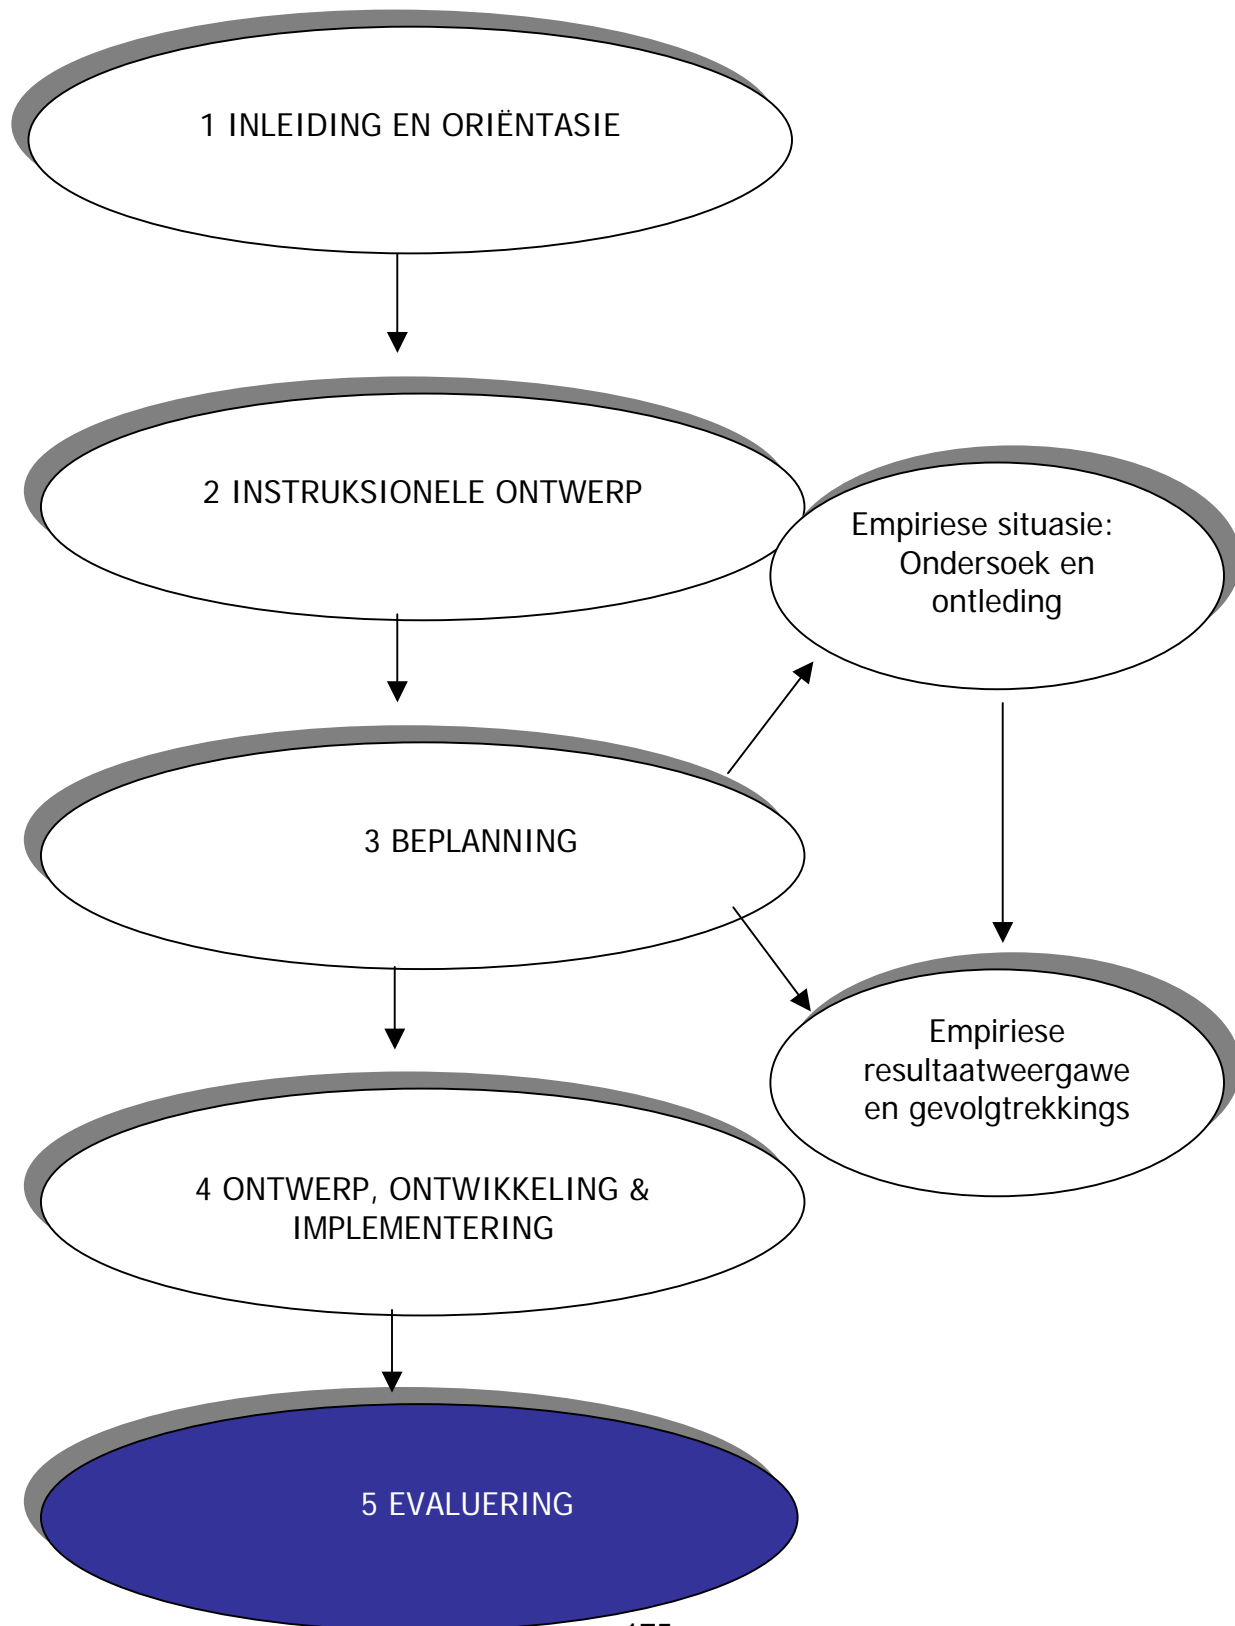 1 INLEIDING EN ORIËNTASIE
2 INSTRUKSIONELE ONTWERP
Empiriese situasie:
Ondersoek en
ontleding
3 BEPLANNING
Empiriese
resultaatweergawe
en gevolgtrekkings
4 ONTWERP, ONTWIKKELING &
IMPLEMENTERING
5 EVALUERING